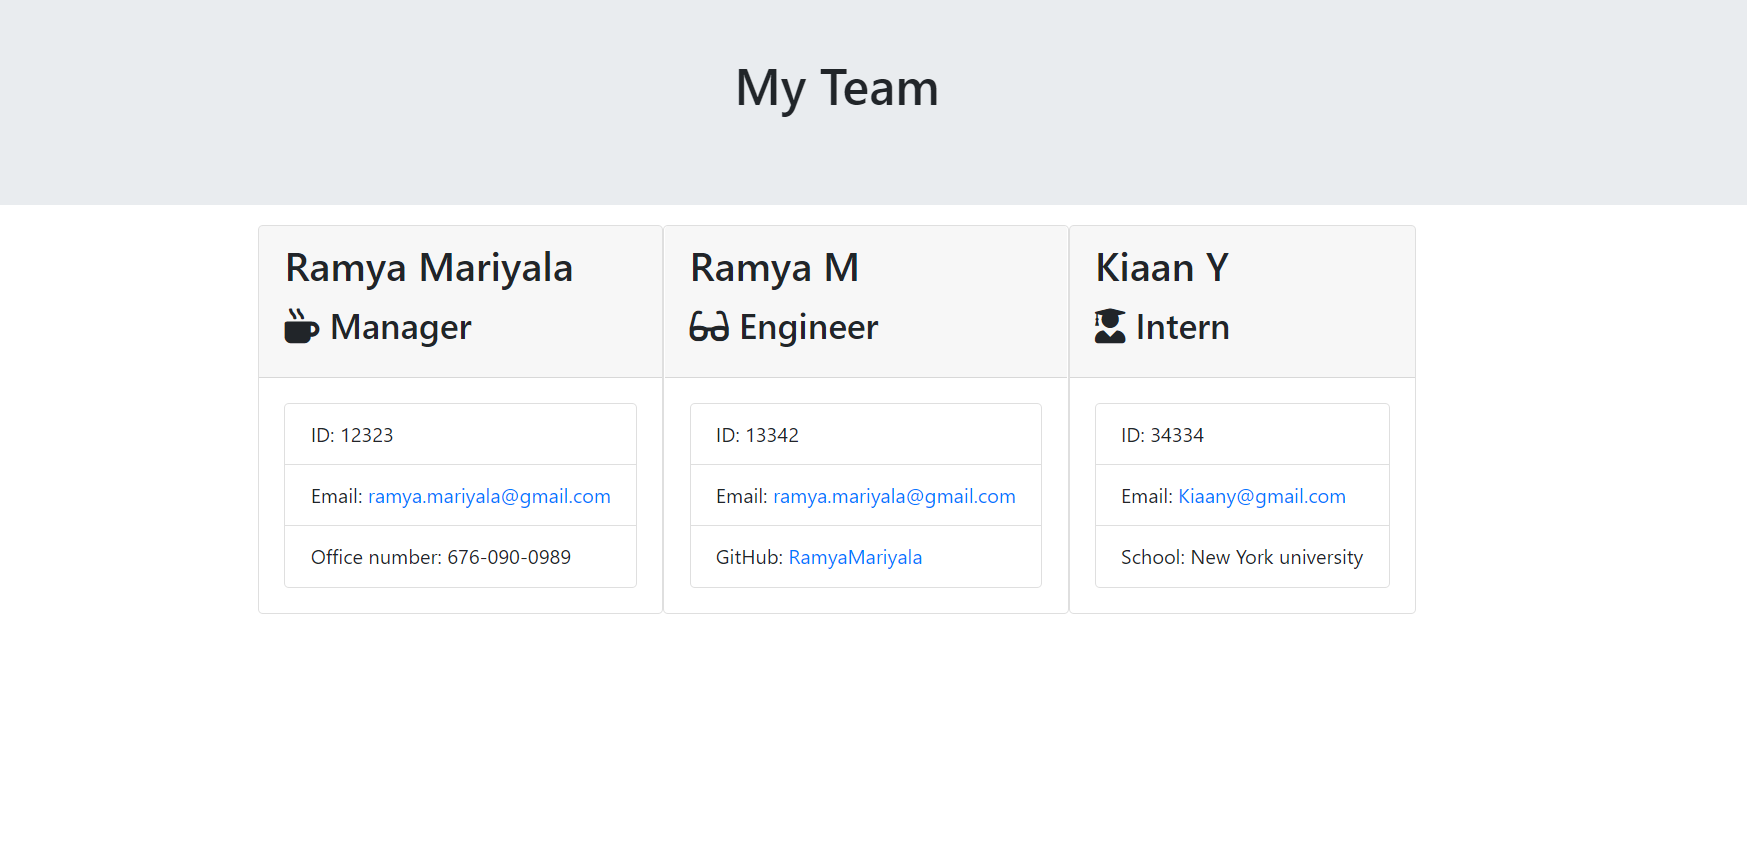 My Team
Ramya Mariyala
Manager
ID: 12323
Email: ramya.mariyala@gmail.com
Office number: 676-090-0989
Ramya M
Engineer
ID: 13342
Email: ramya.mariyala@gmail.com
GitHub: RamyaMariyala
Kiaan Y
Intern
ID: 34334
Email: Kiaany@gmail.com
School: New York university